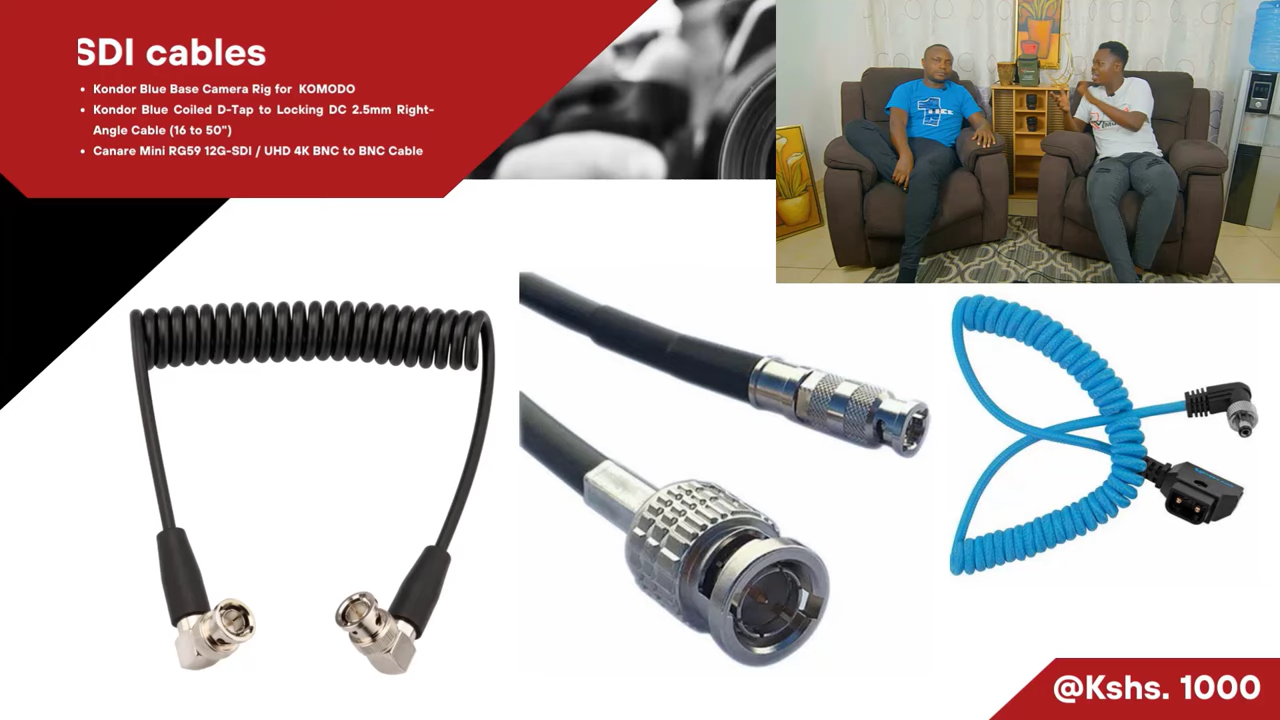 SDI cables
• Kondor Blue Base Camera Rig for KOMODO
• Kondor Blue Coiled D-Tap to Locking DC 2.5mm Right-
Angle Cable (16 to 50")
• Canare Mini RG59 12G-SDI / UHD 4K BNC to BNC Cable
@Kshs. 1000